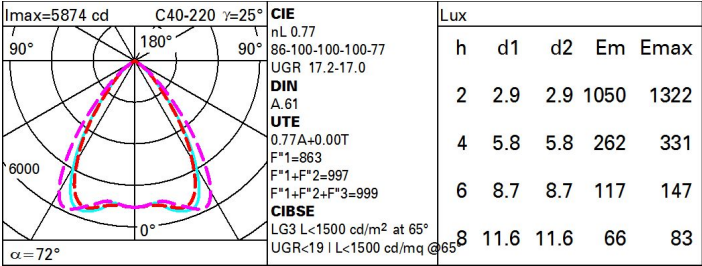 Imax=5874 cd C40-220 γ=25°
90° 180° 90°
6000
0°
α=72°
CIE
nL 0.77
86-100-100-100-77
UGR 17.2-17.0
DIN
A.61
UTE
0.77A+0.00T
F"1=863
F"1+F"2=997
F"1+F"2+F"3=999
CIBSE
LG3 L<1500 cd/m² at 65°
UGR<19 | L<1500 cd/mq @65°
Lux
h d1 d2 Em Emax
2 2.9 2.9 1050 1322
4 5.8 5.8 262 331
6 8.7 8.7 117 147
8 11.6 11.6 66 83